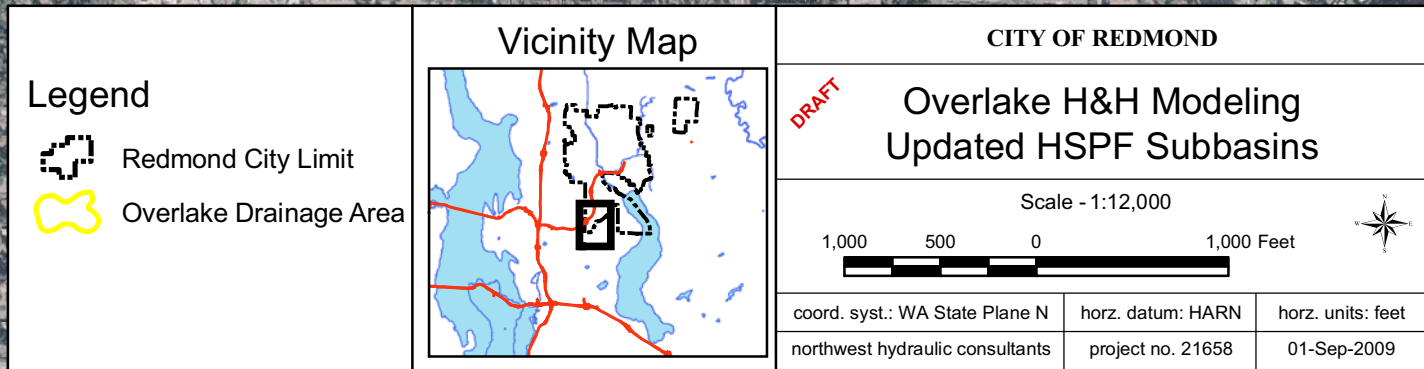 Legend
Redmond City Limit
Overlake Drainage Area
Vicinity Map
CITY OF REDMOND
DRAFT
Overlake H&H Modeling
Updated HSPF Subbasins
Scale - 1:12,000
1,000 500 0 1,000 Feet
N
W E
S
coord. syst.: WA State Plane N
horz. datum: HARN
horz. units: feet
northwest hydraulic consultants
project no. 21658
01-Sep-2009